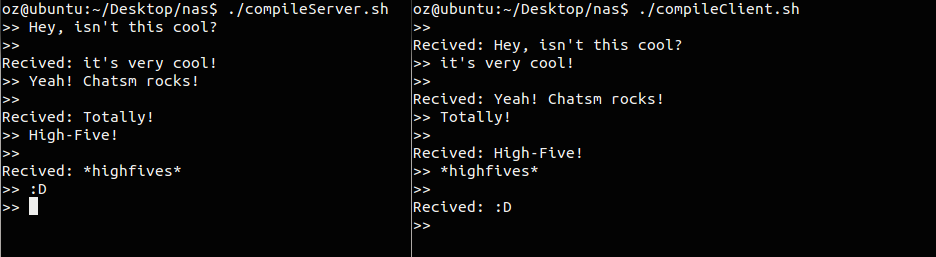 oz@ubuntu:~/Desktop/nas$ ./compileServer.sh
>> Hey, isn't this cool?
>>
Recived: it's very cool!
>> Yeah! Chatsm rocks!
>>
Recived: Totally!
>> High-Five!
>>
Recived: *highfives*
>> :D
>>
oz@ubuntu:~/Desktop/nas$ ./compileClient.sh
>>
Recived: Hey, isn't this cool?
>> it's very cool!
>>
Recived: Yeah! Chatsm rocks!
>> Totally!
>>
Recived: High-Five!
>> *highfives*
>>
Recived: :D
>>